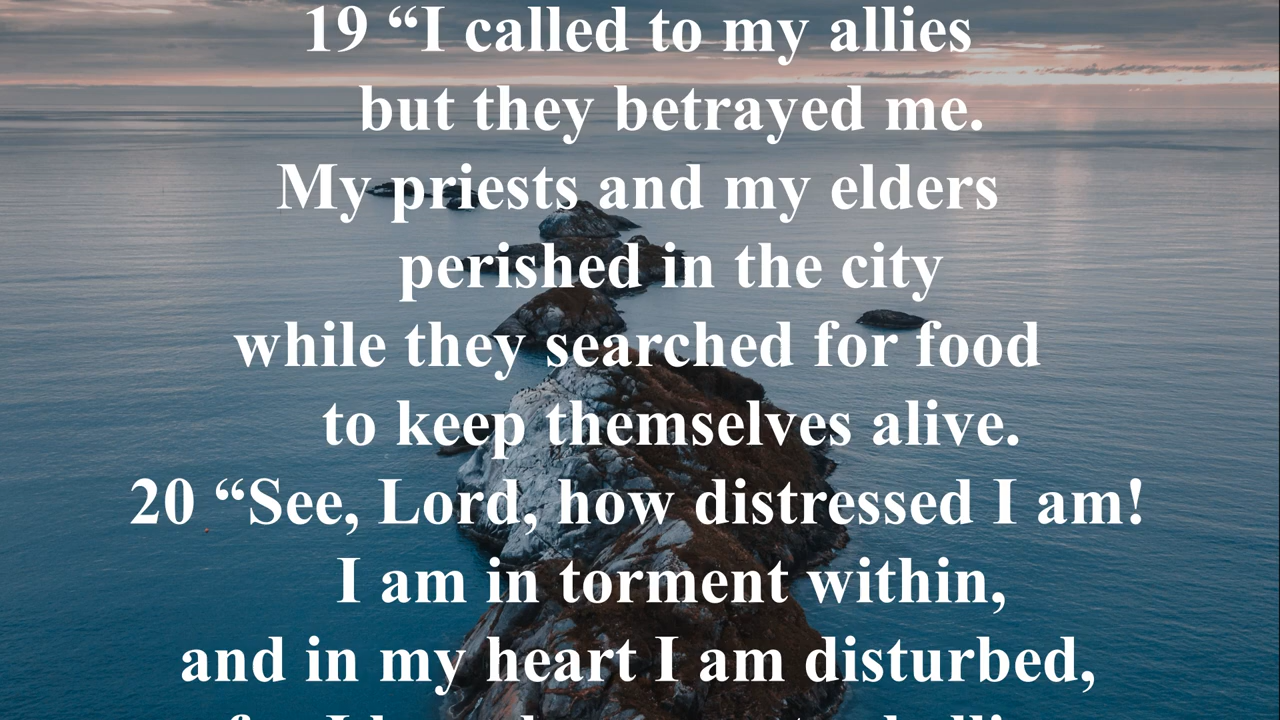 19 “I called to my allies
but they betrayed me.
My priests and my elders
perished in the city
while they searched for food
to keep themselves alive.
20 “See, Lord, how distressed I am!
I am in torment within,
and in my heart I am disturbed,